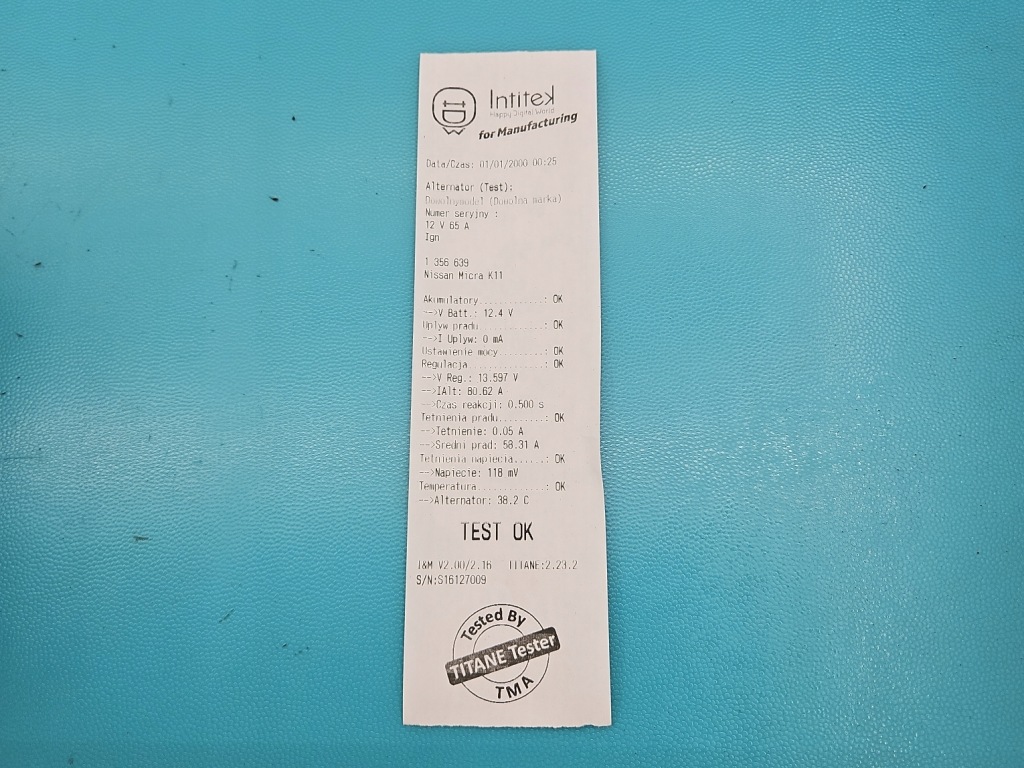 Intitek
Happy Digital World
for Manufacturing
Data/Czas: 01/01/2000 00:25
Alternator (Test):
Dowolnymodel (Dowolna marka)
Numer seryjny :
12 V 65 A
Ign
1 356 639
Nissan Micra K11
Akumulatory............: OK
-->V Batt.: 12.4 V
Uplyw pradu............: OK
-->I Uplyw: 0 mA
Ustawienie mocy........: OK
Regulacja..............: OK
-->V Reg.: 13.597 V
-->IAlt: 80.62 A
-->Czas reakcji: 0.500 s
Tetnienia pradu........: OK
-->Tetnienie: 0.05 A
-->Sredni prad: 58.31 A
Tetnienia napiecia.....: OK
-->Napiecie: 118 mV
Temperatura............: OK
-->Alternator: 38.2 C
TEST OK
J&M V2.00/2.16 TITANE:2.23.2
S/N:S16127009
Tested By
TITANE Tester
TMA